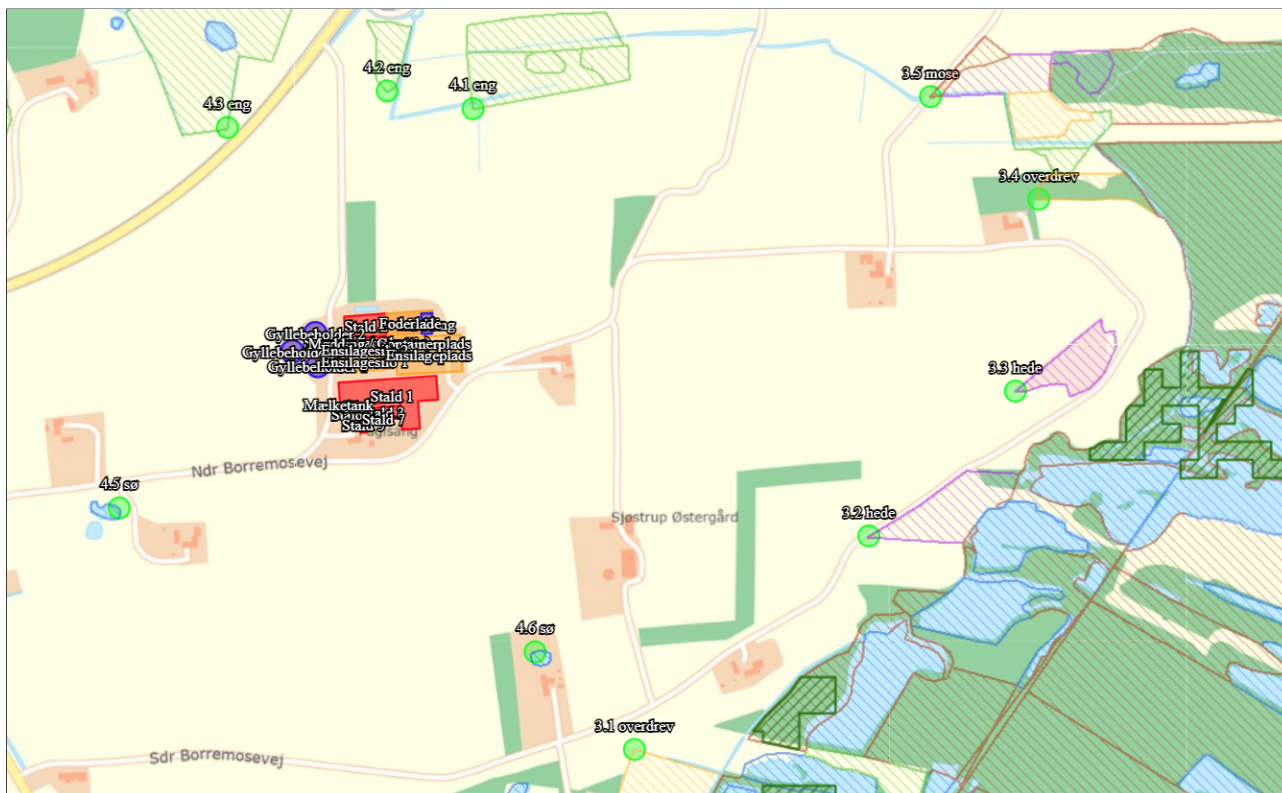 4.2 eng
4.1 eng
3.5 mose
4.3 eng
3.4 overdrev
Gyllebeholder 2
Stald
Foderlade
Containerplads
Ensilageplads
Ensilagesilo 1
3.3 hede
Stald 1
Mælketank
Stald 7
Ndr Borremosevej
4.5 sø
Sjøstrup Østergård
3.2 hede
4.6 sø
3.1 overdrev
Sdr Borremosevej